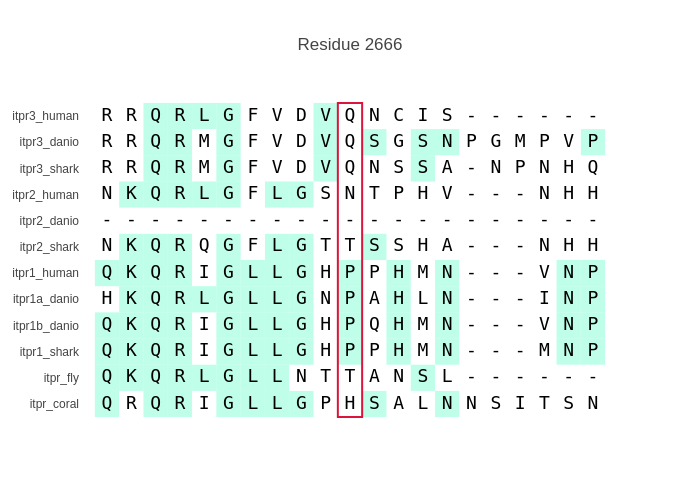 Residue 2666
itpr3_human R R Q R L G F V D V Q N C I S - - - - - -
itpr3_danio R R Q R M G F V D V Q S G S N P G M P V P
itpr3_shark R R Q R M G F V D V Q N S S A - N P N H Q
itpr2_human N K Q R L G F L G S N T P H V - - - N H H
itpr2_danio - - - - - - - - - - - - - - - - - - - - -
itpr2_shark N K Q R Q G F L G T T S S H A - - - N H H
itpr1_human Q K Q R I G L L G H P P H M N - - - V N P
itpr1a_danio H K Q R L G L L G N P A H L N - - - I N P
itpr1b_danio Q K Q R I G L L G H P Q H M N - - - V N P
itpr1_shark Q K Q R I G L L G H P P H M N - - - M N P
itpr_fly Q K Q R L G L L N T T A N S L - - - - - -
itpr_coral Q R Q R I G L L G P H S A L N N S I T S N